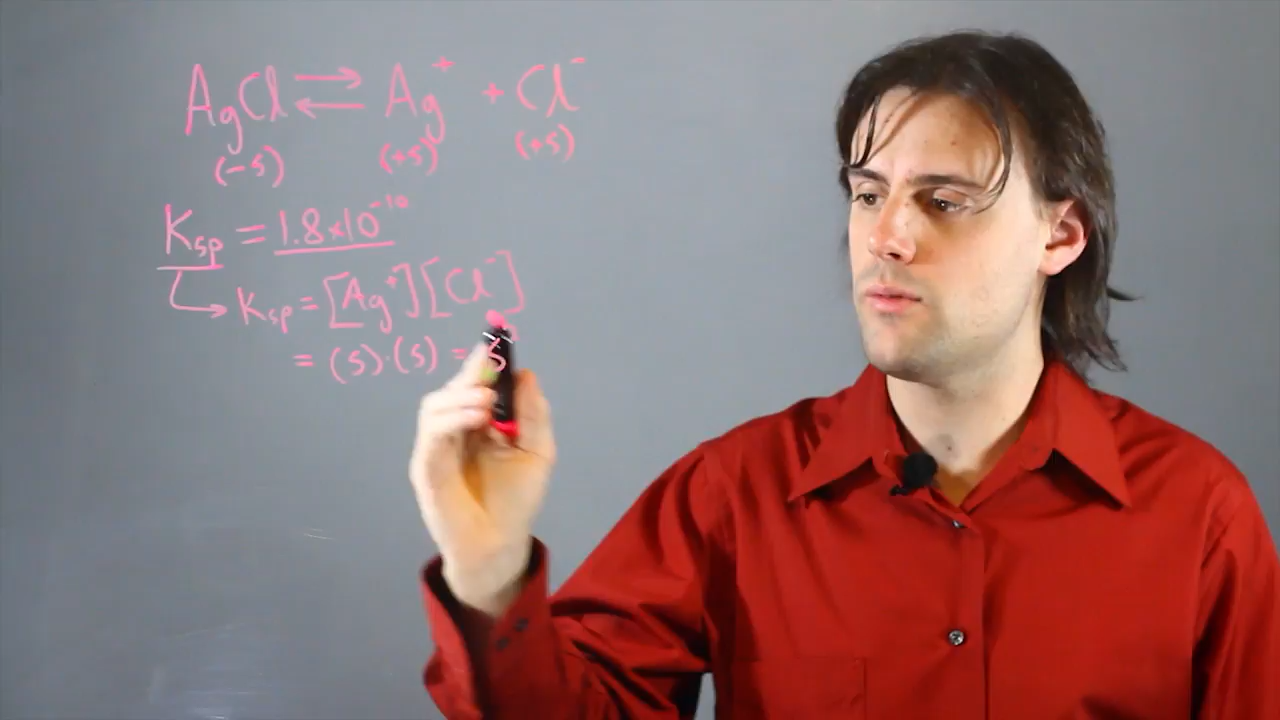 AgCl ⇌ Ag⁺ + Cl⁻
(-s) (+s) (+s)
Ksp = 1.8×10⁻¹⁰
↳ Ksp = [Ag⁺][Cl⁻]
= (s)·(s) = s